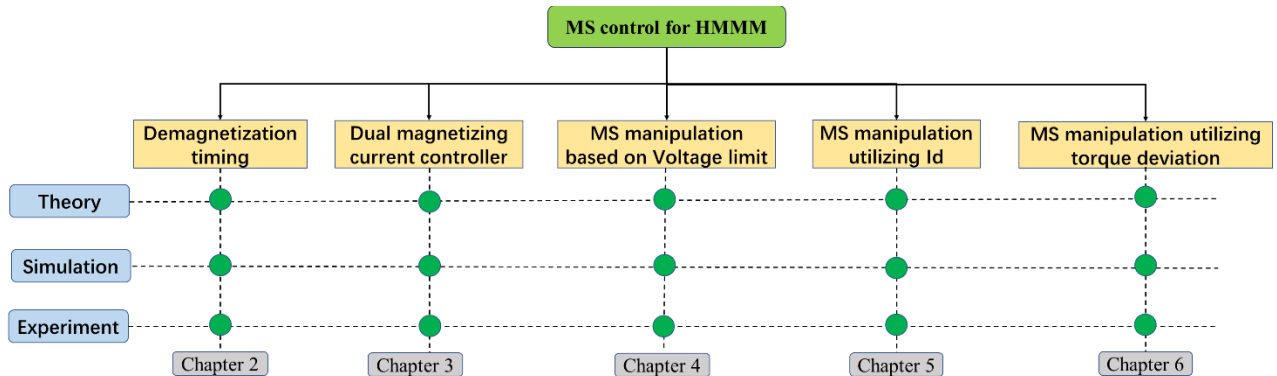 MS control for HMMM
Demagnetization
timing
Dual magnetizing
current controller
MS manipulation
based on Voltage limit
MS manipulation
utilizing Id
MS manipulation utilizing
torque deviation
Theory
Simulation
Experiment
Chapter 2
Chapter 3
Chapter 4
Chapter 5
Chapter 6